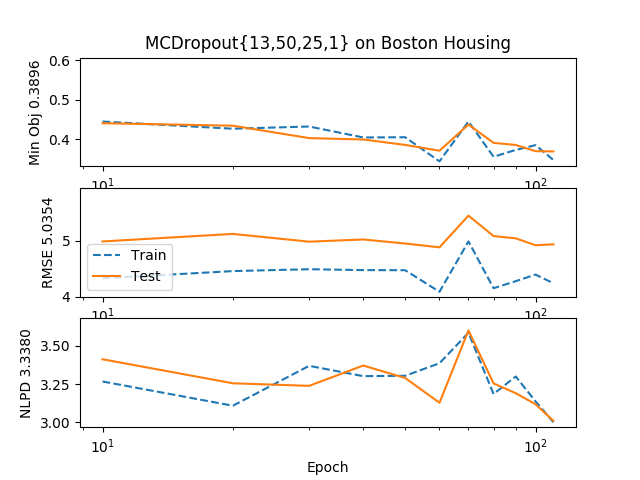 MCDropout{13,50,25,1} on Boston Housing
Min Obj 0.3896
0.6
0.5
0.4
10¹
10²
RMSE 5.0354
5
4
Train
Test
10¹
10²
NLPD 3.3380
3.50
3.25
3.00
10¹
10²
Epoch